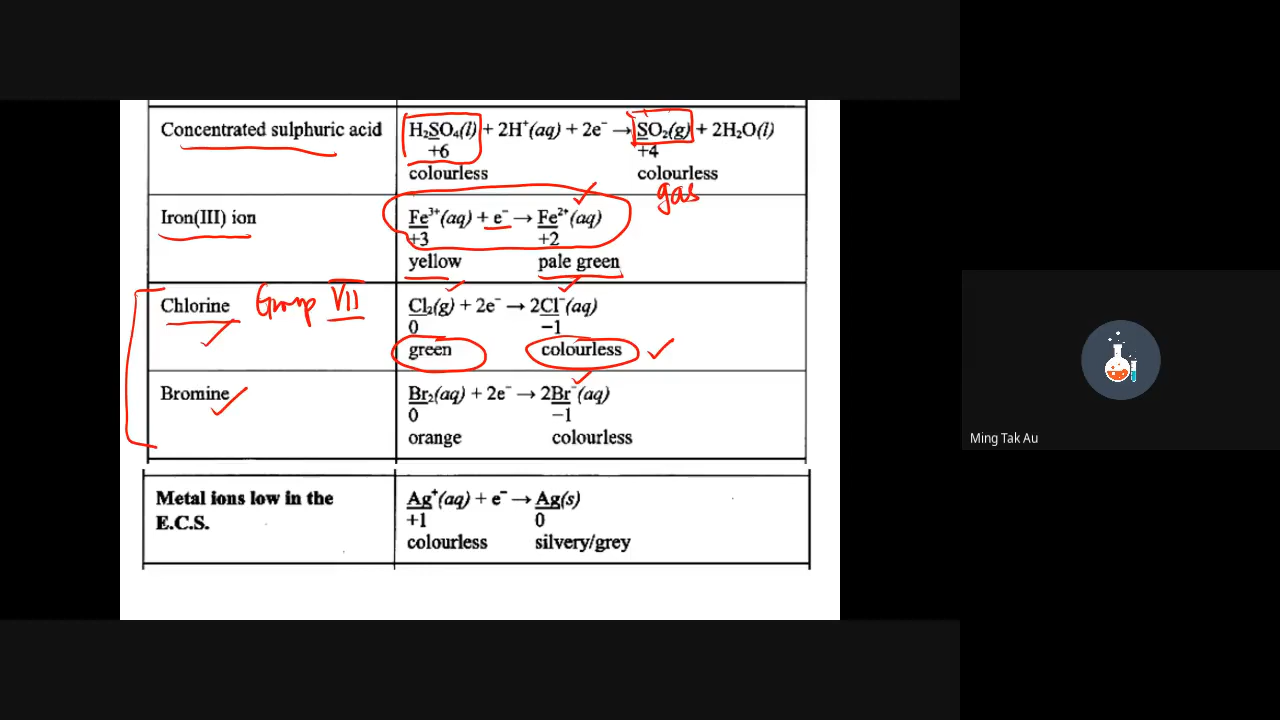 Concentrated sulphuric acid
H₂SO₄(l) + 2H⁺(aq) + 2e⁻ → SO₂(g) + 2H₂O(l)
+6 +4
colourless colourless
gas
Iron(III) ion
Fe³⁺(aq) + e⁻ → Fe²⁺(aq)
+3 +2
yellow pale green
Chlorine Group VII
Cl₂(g) + 2e⁻ → 2Cl⁻(aq)
0 −1
green colourless
Bromine
Br₂(aq) + 2e⁻ → 2Br⁻(aq)
0 −1
orange colourless
Metal ions low in the
E.C.S.
Ag⁺(aq) + e⁻ → Ag(s)
+1 0
colourless silvery/grey
Ming Tak Au